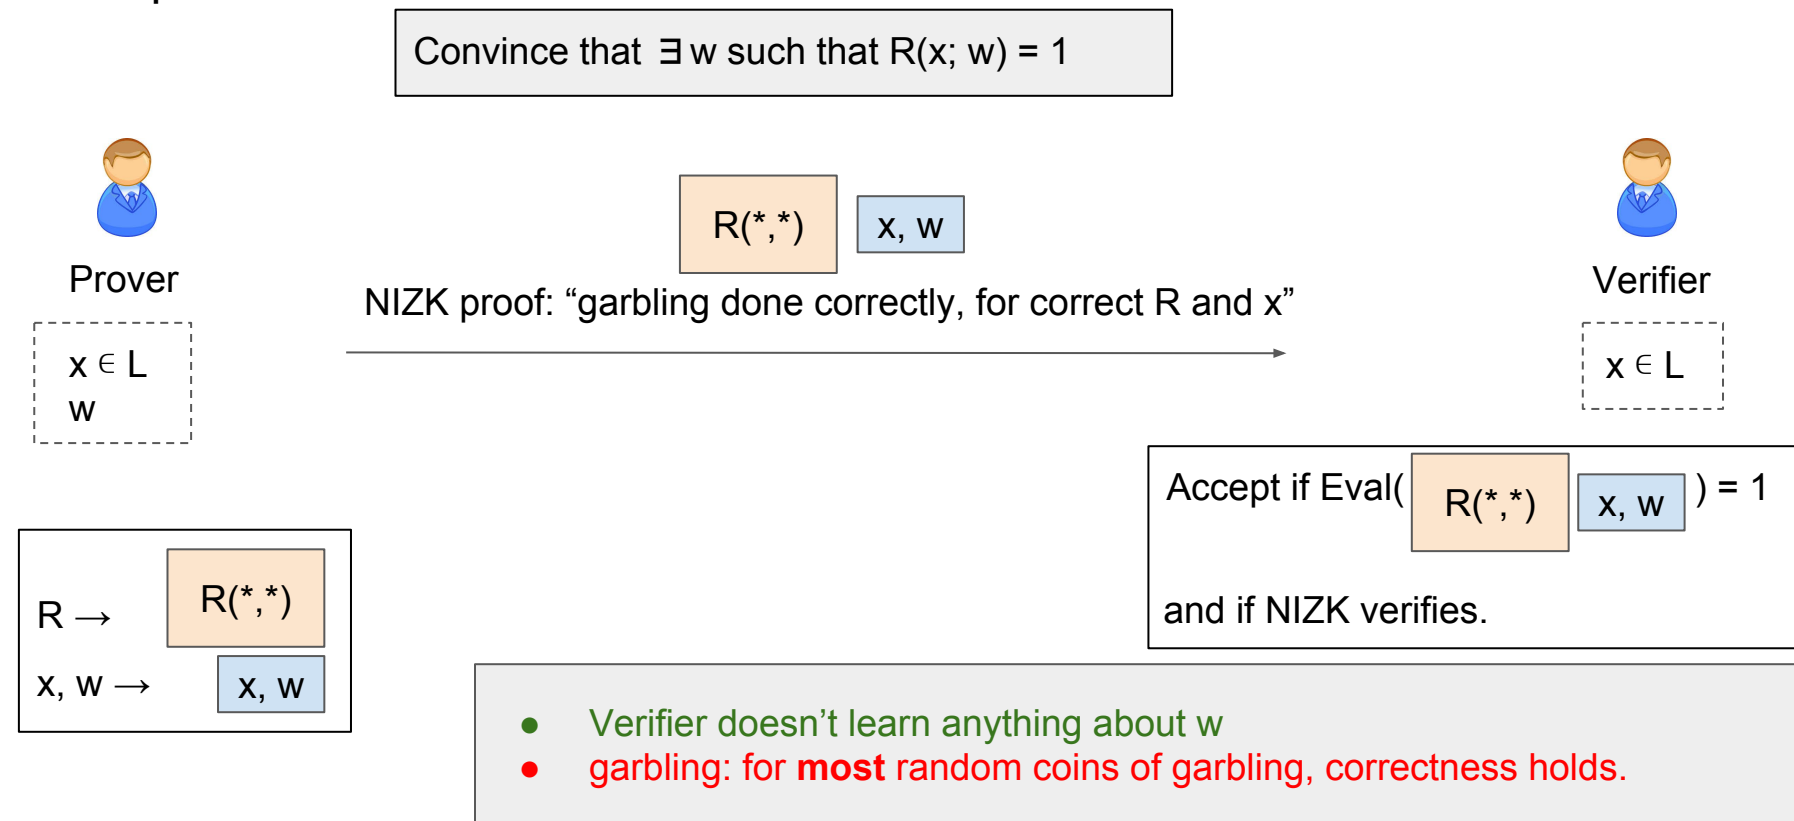 Convince that ∃ w such that R(x; w) = 1
R(*,*) x, w
Prover
Verifier
NIZK proof: “garbling done correctly, for correct R and x”
x ∈ L
w
x ∈ L
Accept if Eval( R(*,*) x, w ) = 1
and if NIZK verifies.
R → R(*,*)
x, w → x, w
● Verifier doesn’t learn anything about w
● garbling: for most random coins of garbling, correctness holds.